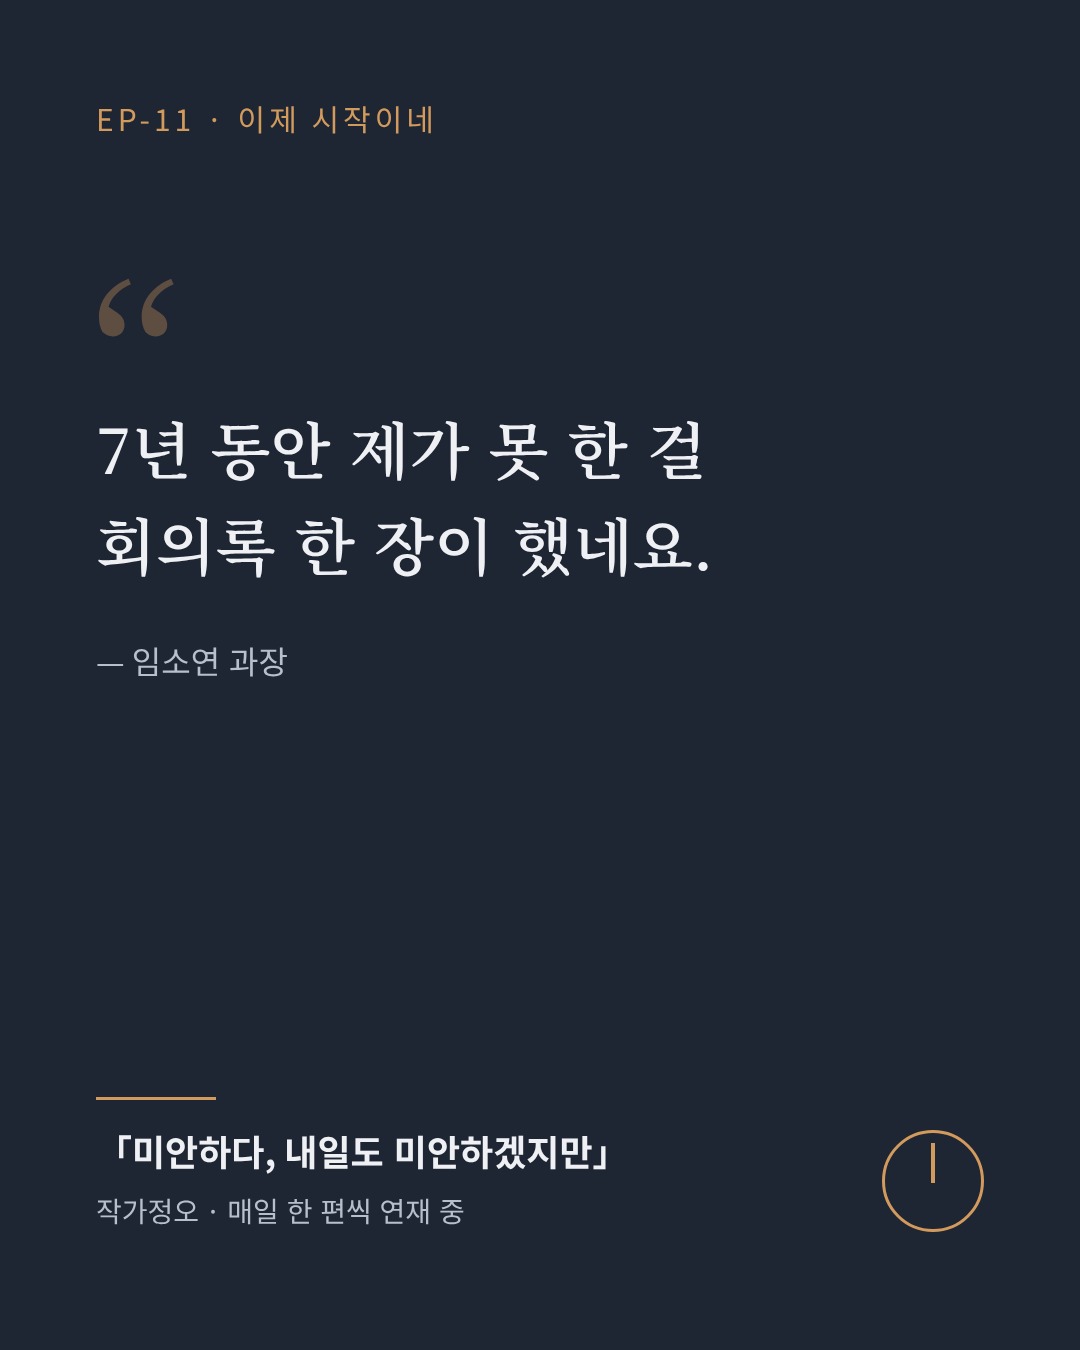 EP-11 · 이제 시작이네
“
7년 동안 제가 못 한 걸
회의록 한 장이 했네요.
— 임소연 과장
「미안하다, 내일도 미안하겠지만」
작가정오 · 매일 한 편씩 연재 중